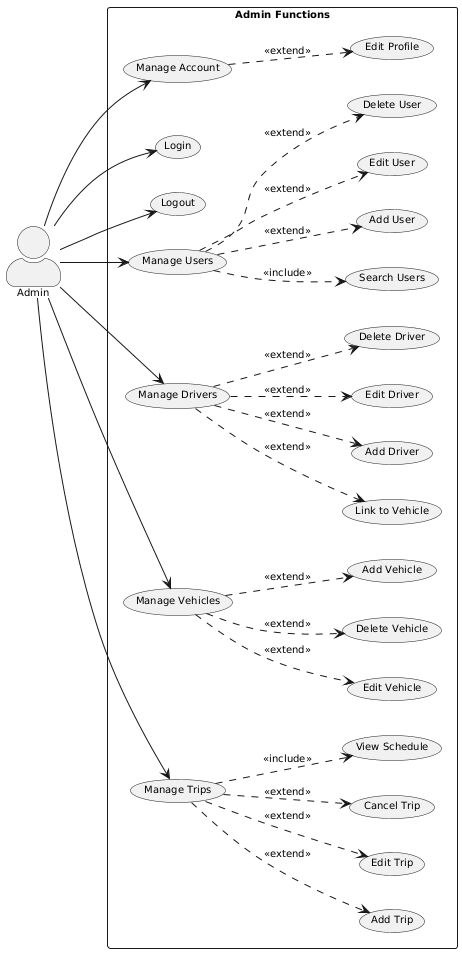 Admin Functions
Edit Profile
«extend»
Manage Account
Delete User
«extend»
Login
Edit User
«extend»
Logout
Add User
«extend»
Manage Users
«include»
Search Users
Admin
Delete Driver
«extend»
Manage Drivers
«extend»
Edit Driver
«extend»
Add Driver
«extend»
Link to Vehicle
Add Vehicle
«extend»
Manage Vehicles
«extend»
Delete Vehicle
«extend»
Edit Vehicle
View Schedule
«include»
Manage Trips
«extend»
Cancel Trip
«extend»
Edit Trip
«extend»
Add Trip